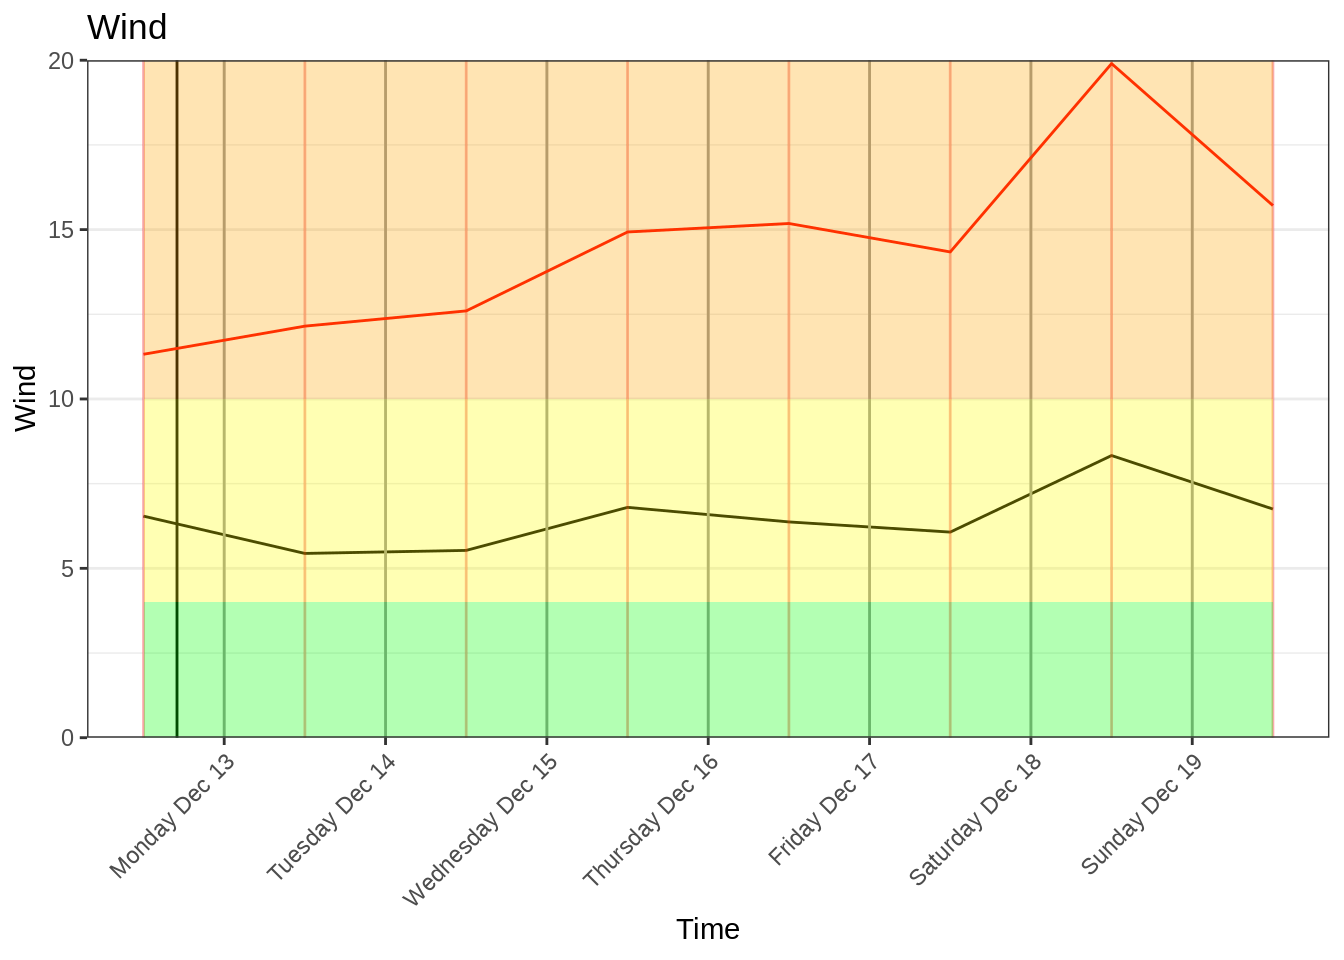 Wind
20
15
10
5
0
Wind
Monday Dec 13
Tuesday Dec 14
Wednesday Dec 15
Thursday Dec 16
Friday Dec 17
Saturday Dec 18
Sunday Dec 19
Time